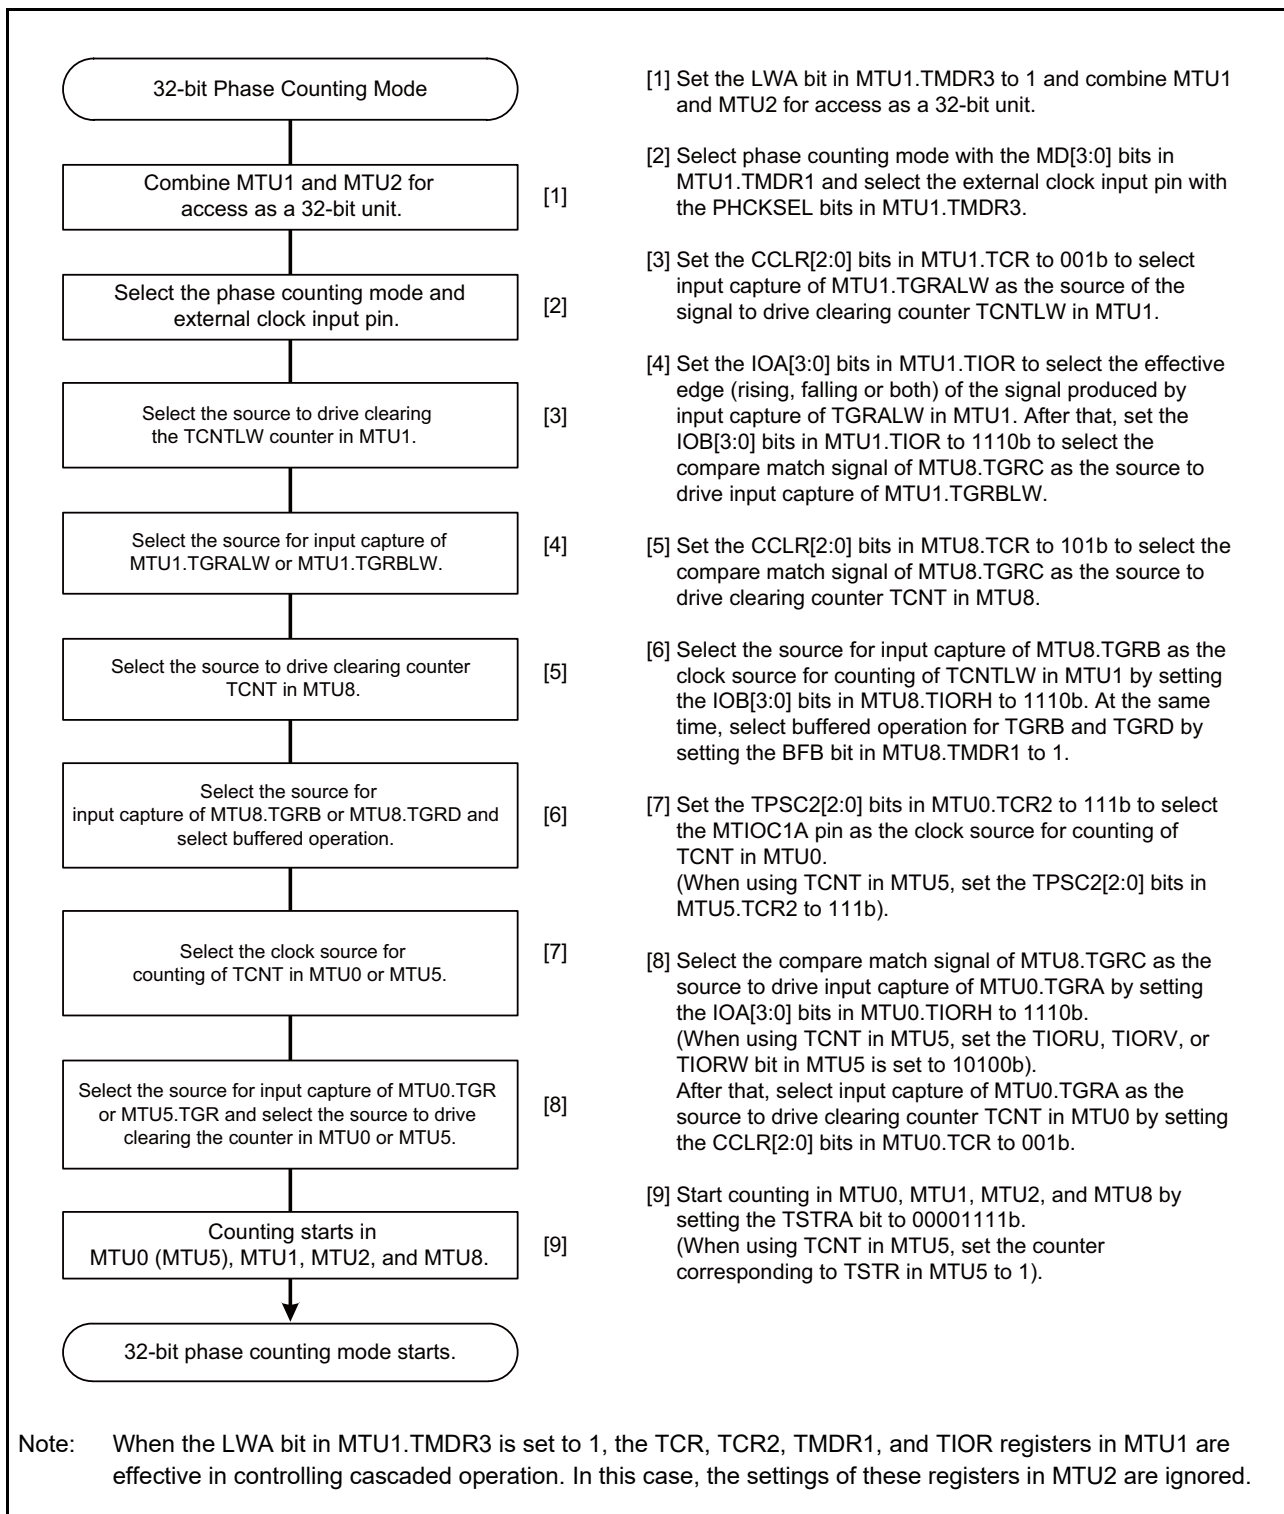 32-bit Phase Counting Mode
Combine MTU1 and MTU2 for
access as a 32-bit unit.
[1]
Select the phase counting mode and
external clock input pin.
[2]
Select the source to drive clearing
the TCNTLW counter in MTU1.
[3]
Select the source for input capture of
MTU1.TGRALW or MTU1.TGRBLW.
[4]
Select the source to drive clearing counter
TCNT in MTU8.
[5]
Select the source for
input capture of MTU8.TGRB or MTU8.TGRD and
select buffered operation.
[6]
Select the clock source for
counting of TCNT in MTU0 or MTU5.
[7]
Select the source for input capture of MTU0.TGR
or MTU5.TGR and select the source to drive
clearing the counter in MTU0 or MTU5.
[8]
Counting starts in
MTU0 (MTU5), MTU1, MTU2, and MTU8.
[9]
32-bit phase counting mode starts.
[1] Set the LWA bit in MTU1.TMDR3 to 1 and combine MTU1
and MTU2 for access as a 32-bit unit.
[2] Select phase counting mode with the MD[3:0] bits in
MTU1.TMDR1 and select the external clock input pin with
the PHCKSEL bits in MTU1.TMDR3.
[3] Set the CCLR[2:0] bits in MTU1.TCR to 001b to select
input capture of MTU1.TGRALW as the source of the
signal to drive clearing counter TCNTLW in MTU1.
[4] Set the IOA[3:0] bits in MTU1.TIOR to select the effective
edge (rising, falling or both) of the signal produced by
input capture of TGRALW in MTU1. After that, set the
IOB[3:0] bits in MTU1.TIOR to 1110b to select the
compare match signal of MTU8.TGRC as the source to
drive input capture of MTU1.TGRBLW.
[5] Set the CCLR[2:0] bits in MTU8.TCR to 101b to select the
compare match signal of MTU8.TGRC as the source to
drive clearing counter TCNT in MTU8.
[6] Select the source for input capture of MTU8.TGRB as the
clock source for counting of TCNTLW in MTU1 by setting
the IOB[3:0] bits in MTU8.TIORH to 1110b. At the same
time, select buffered operation for TGRB and TGRD by
setting the BFB bit in MTU8.TMDR1 to 1.
[7] Set the TPSC2[2:0] bits in MTU0.TCR2 to 111b to select
the MTIOC1A pin as the clock source for counting of
TCNT in MTU0.
(When using TCNT in MTU5, set the TPSC2[2:0] bits in
MTU5.TCR2 to 111b).
[8] Select the compare match signal of MTU8.TGRC as the
source to drive input capture of MTU0.TGRA by setting
the IOA[3:0] bits in MTU0.TIORH to 1110b.
(When using TCNT in MTU5, set the TIORU, TIORV, or
TIORW bit in MTU5 is set to 10100b).
After that, select input capture of MTU0.TGRA as the
source to drive clearing counter TCNT in MTU0 by setting
the CCLR[2:0] bits in MTU0.TCR to 001b.
[9] Start counting in MTU0, MTU1, MTU2, and MTU8 by
setting the TSTRA bit to 00001111b.
(When using TCNT in MTU5, set the counter
corresponding to TSTR in MTU5 to 1).
Note: When the LWA bit in MTU1.TMDR3 is set to 1, the TCR, TCR2, TMDR1, and TIOR registers in MTU1 are
effective in controlling cascaded operation. In this case, the settings of these registers in MTU2 are ignored.